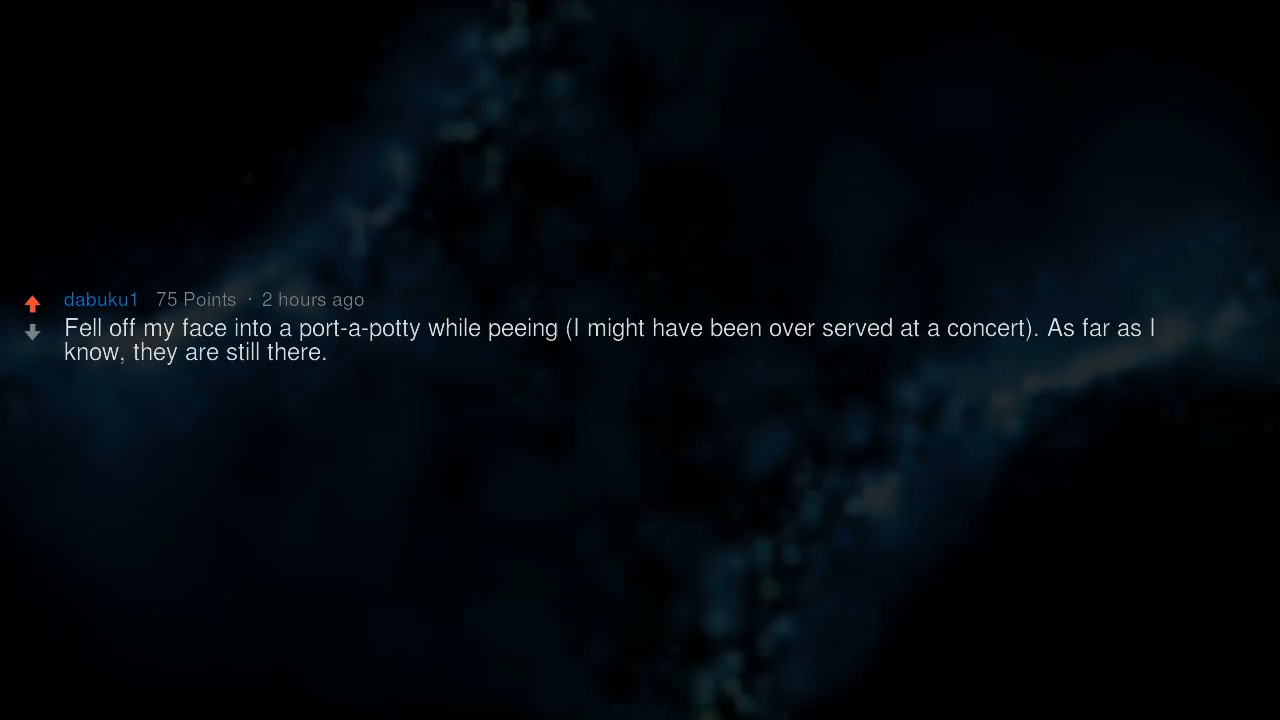 dabuku1 75 Points · 2 hours ago
Fell off my face into a port-a-potty while peeing (I might have been over served at a concert). As far as I
know, they are still there.